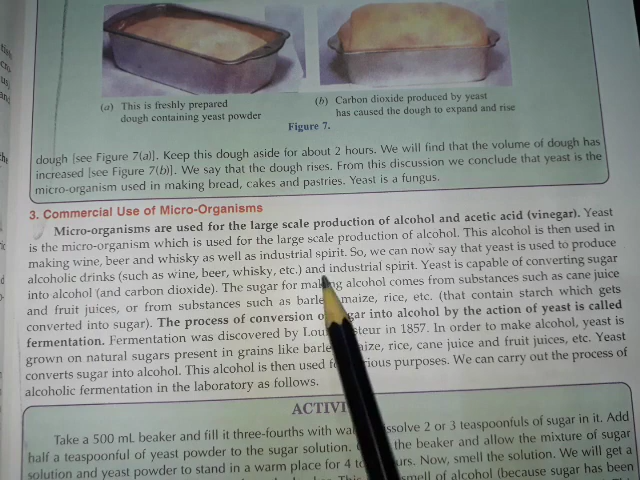 (a) This is freshly prepared
dough containing yeast powder
(b) Carbon dioxide produced by yeast
has caused the dough to expand and rise
Figure 7.
dough [see Figure 7(a)]. Keep this dough aside for about 2 hours. We will find that the volume of dough has
increased [see Figure 7(b)]. We say that the dough rises. From this discussion we conclude that yeast is the
micro-organism used in making bread, cakes and pastries. Yeast is a fungus.
3. Commercial Use of Micro-Organisms
Micro-organisms are used for the large scale production of alcohol and acetic acid (vinegar). Yeast
is the micro-organism which is used for the large scale production of alcohol. This alcohol is then used in
making wine, beer and whisky as well as industrial spirit. So, we can now say that yeast is used to produce
alcoholic drinks (such as wine, beer, whisky, etc.) and industrial spirit. Yeast is capable of converting sugar
into alcohol (and carbon dioxide). The sugar for making alcohol comes from substances such as cane juice
and fruit juices, or from substances such as barle maize, rice, etc. (that contain starch which gets
converted into sugar). The process of conversion o ugar into alcohol by the action of yeast is called
fermentation. Fermentation was discovered by Lou steur in 1857. In order to make alcohol, yeast is
grown on natural sugars present in grains like barle aize, rice, cane juice and fruit juices, etc. Yeast
converts sugar into alcohol. This alcohol is then used f rious purposes. We can carry out the process of
alcoholic fermentation in the laboratory as follows.
ACTIVI
Take a 500 mL beaker and fill it three-fourths with wa ssolve 2 or 3 teaspoonfuls of sugar in it. Add
half a teaspoonful of yeast powder to the sugar solution. the beaker and allow the mixture of sugar
solution and yeast powder to stand in a warm place for 4 to urs. Now, smell the solution. We will get a
smell of alcohol (because sugar has been